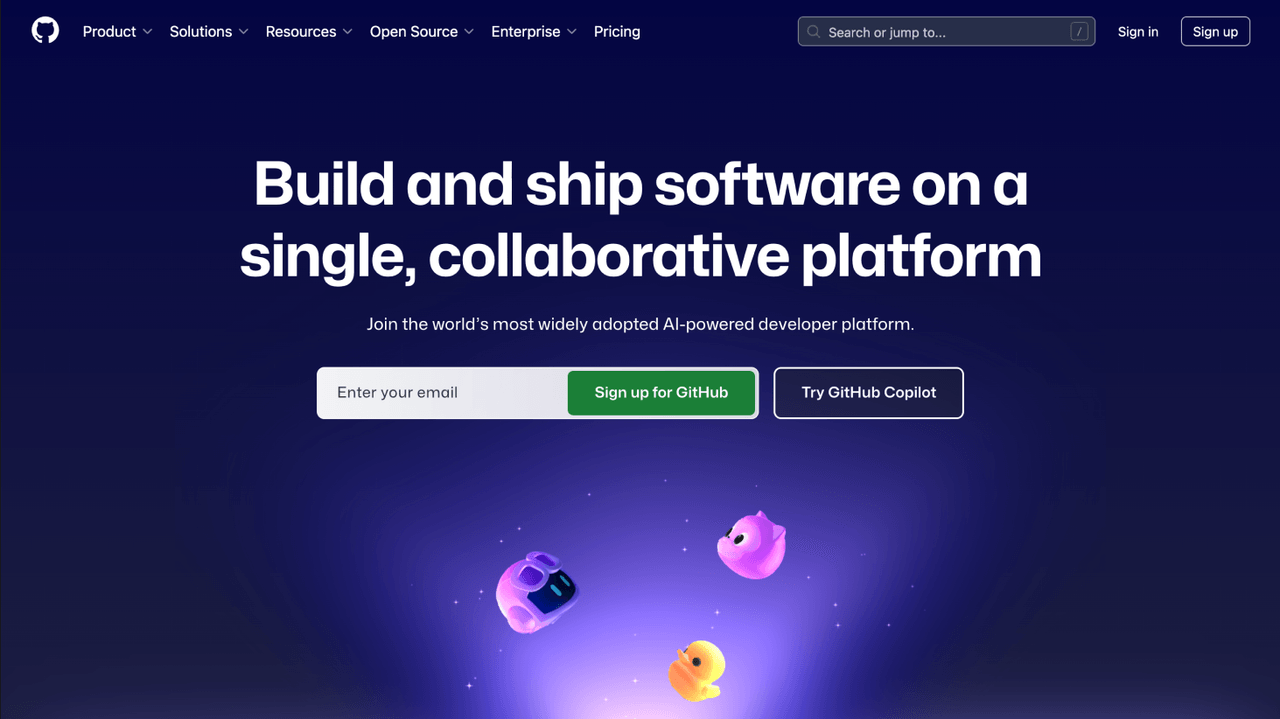 Product
Solutions
Resources
Open Source
Enterprise
Pricing
Search or jump to...
/
Sign in
Sign up
Build and ship software on a
single, collaborative platform
Join the world’s most widely adopted AI-powered developer platform.
Enter your email
Sign up for GitHub
Try GitHub Copilot